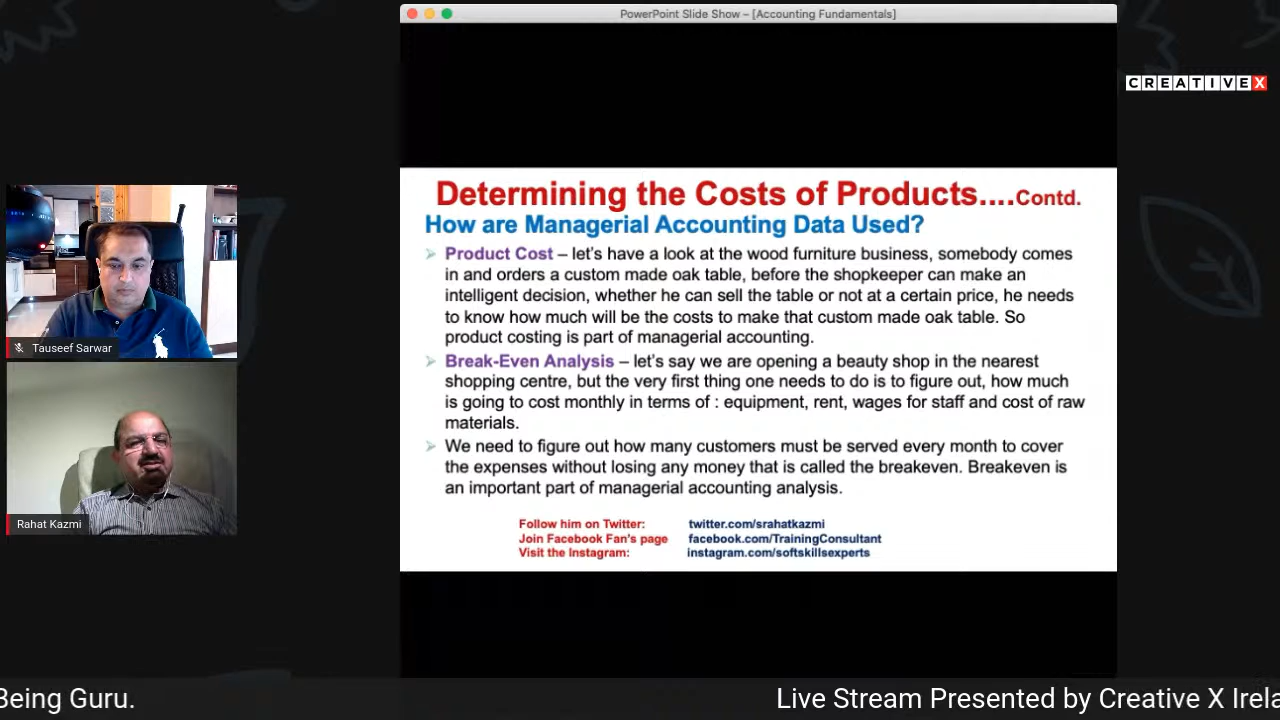 PowerPoint Slide Show – [Accounting Fundamentals]
CREATIVEX
Determining the Costs of Products....Contd.
How are Managerial Accounting Data Used?
Product Cost – let's have a look at the wood furniture business, somebody comes
in and orders a custom made oak table, before the shopkeeper can make an
intelligent decision, whether he can sell the table or not at a certain price, he needs
to know how much will be the costs to make that custom made oak table. So
product costing is part of managerial accounting.
Break-Even Analysis – let's say we are opening a beauty shop in the nearest
shopping centre, but the very first thing one needs to do is to figure out, how much
is going to cost monthly in terms of : equipment, rent, wages for staff and cost of raw
materials.
We need to figure out how many customers must be served every month to cover
the expenses without losing any money that is called the breakeven. Breakeven is
an important part of managerial accounting analysis.
Follow him on Twitter: twitter.com/srahatkazmi
Join Facebook Fan's page facebook.com/TrainingConsultant
Visit the Instagram: instagram.com/softskillsexperts
Tauseef Sarwar
Rahat Kazmi
Being Guru. Live Stream Presented by Creative X Irela